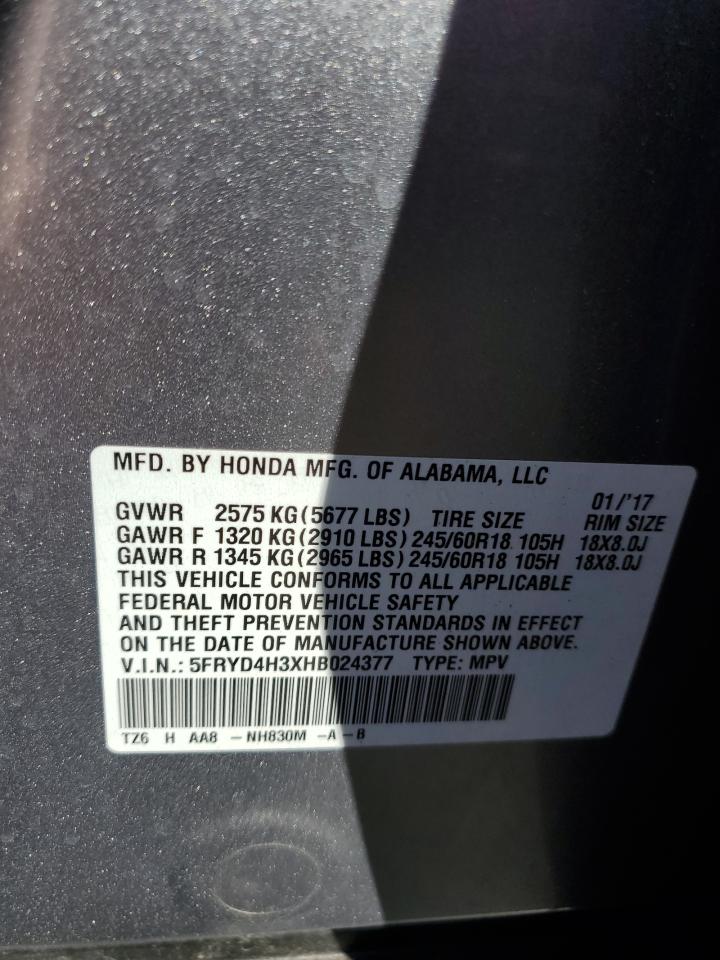 MFD. BY HONDA MFG. OF ALABAMA, LLC
01/'17
GVWR 2575 KG(5677 LBS) TIRE SIZE RIM SIZE
GAWR F 1320 KG(2910 LBS)245/60R18 105H 18X8.0J
GAWR R 1345 KG(2965 LBS)245/60R18 105H 18X8.0J
THIS VEHICLE CONFORMS TO ALL APPLICABLE
FEDERAL MOTOR VEHICLE SAFETY
AND THEFT PREVENTION STANDARDS IN EFFECT
ON THE DATE OF MANUFACTURE SHOWN ABOVE.
V.I.N.: 5FRYD4H3XHB024377 TYPE: MPV
TZ6 H AA8 -NH830M -A-B